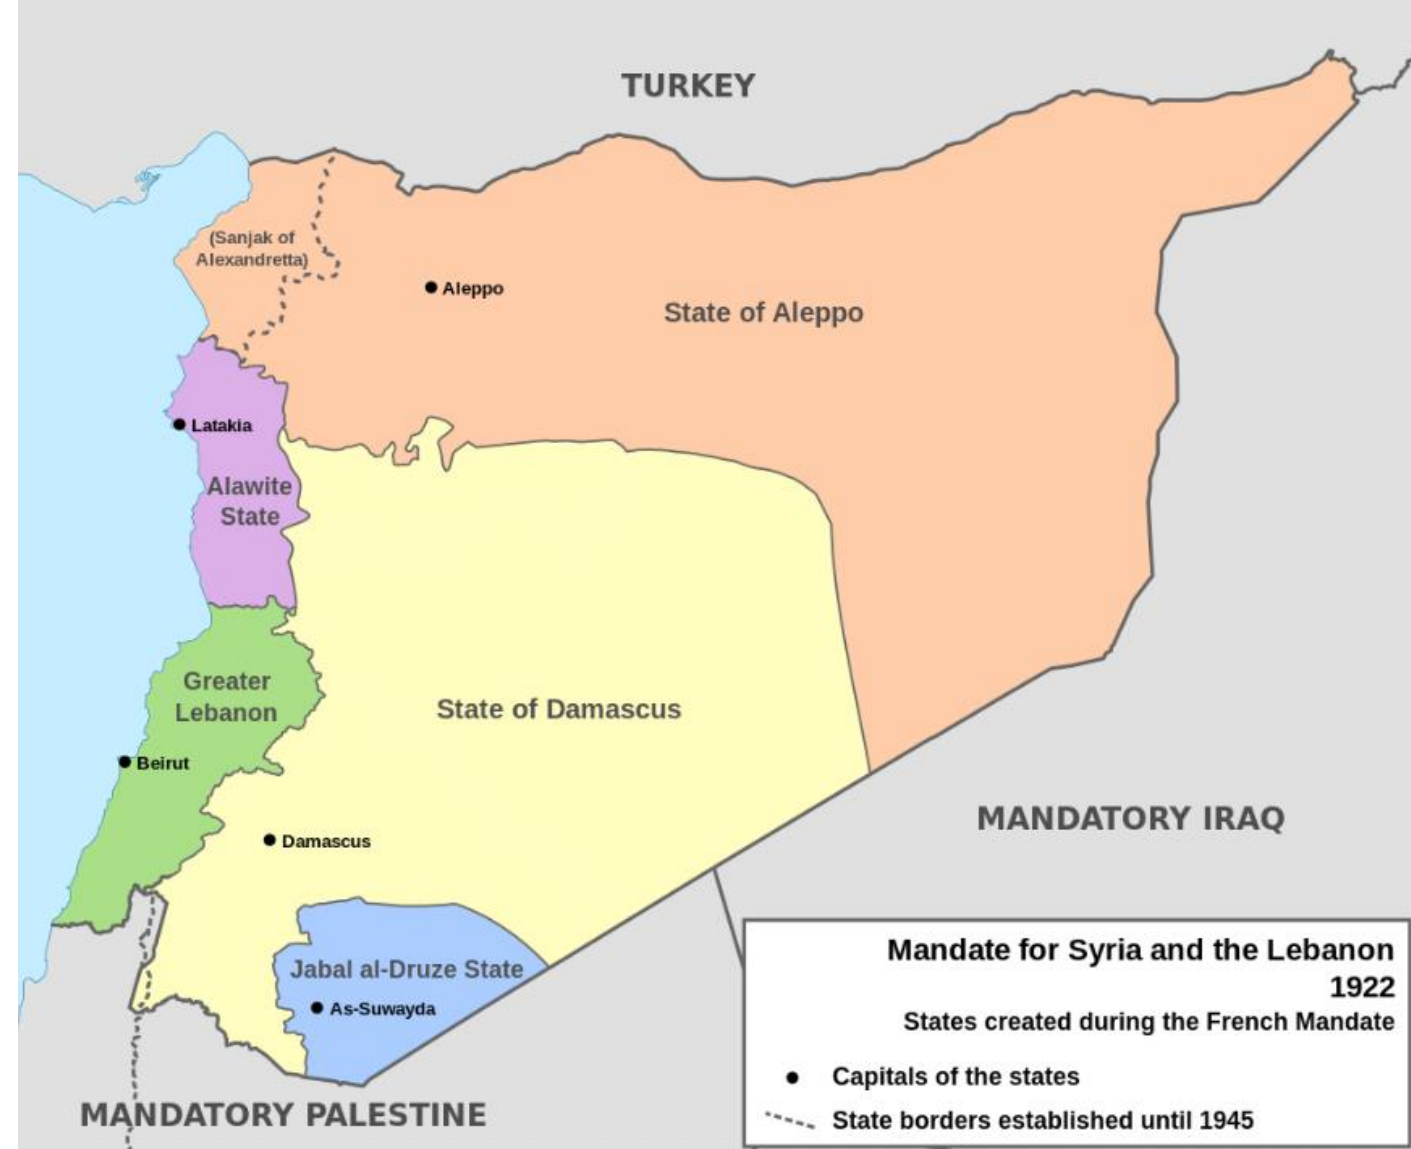 TURKEY
(Sanjak of
Alexandretta)
Aleppo
State of Aleppo
Latakia
Alawite
State
Greater
Lebanon
State of Damascus
Beirut
MANDATORY IRAQ
Damascus
Jabal al-Druze State
As-Suwayda
MANDATORY PALESTINE
Mandate for Syria and the Lebanon
1922
States created during the French Mandate
Capitals of the states
State borders established until 1945